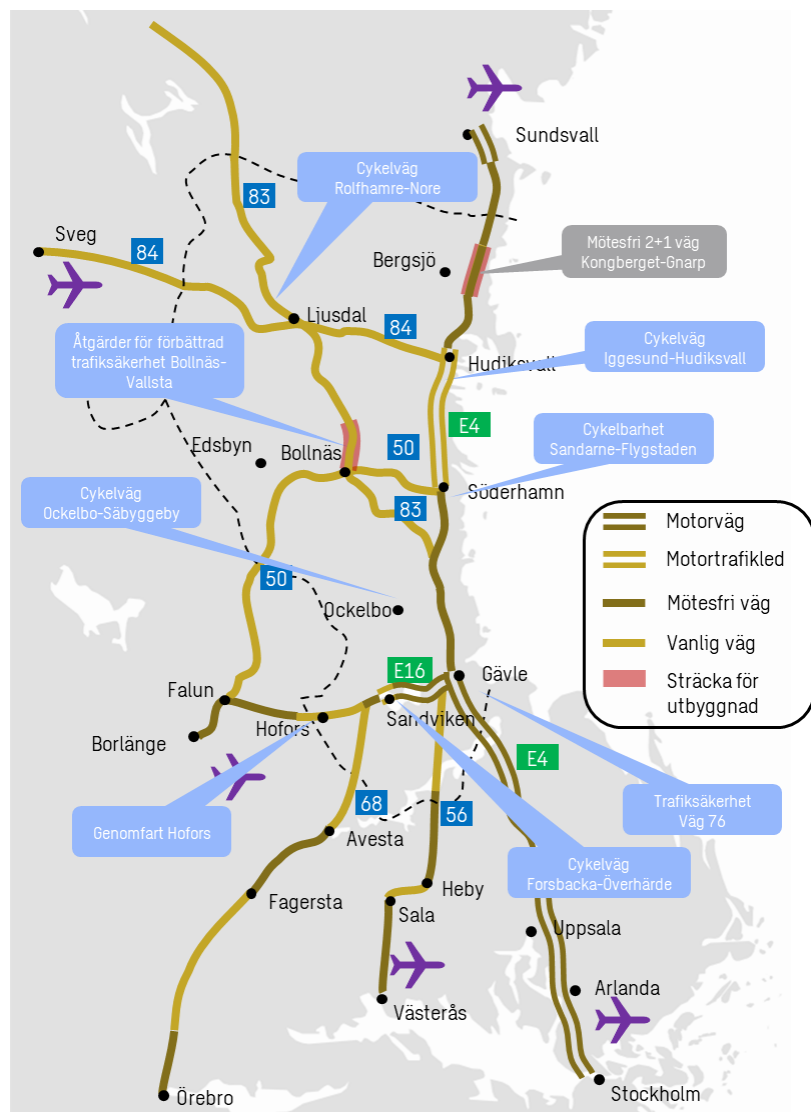 Sundsvall
Cykelväg
Rolfhamre-Nore
83
Sveg
84
Bergsjö
Mötesfri 2+1 väg
Kongberget-Gnarp
Ljusdal
84
Åtgärder för förbättrad
trafiksäkerhet Bollnäs-
Vallsta
Hudiksvall
Cykelväg
Iggesund-Hudiksvall
E4
Edsbyn
Bollnäs
50
Cykelbarhet
Sandarne-Flygstaden
Cykelväg
Ockelbo-Säbyggeby
Söderhamn
83
Motorväg
Motortrafikled
50
Ockelbo
Mötesfri väg
Vanlig väg
E16
Gävle
Sträcka för
utbyggnad
Falun
Hofors
Sandviken
Borlänge
E4
68
56
Trafiksäkerhet
Väg 76
Genomfart Hofors
Avesta
Cykelväg
Forsbacka-Överhärde
Fagersta
Heby
Sala
Uppsala
Västerås
Arlanda
Örebro
Stockholm